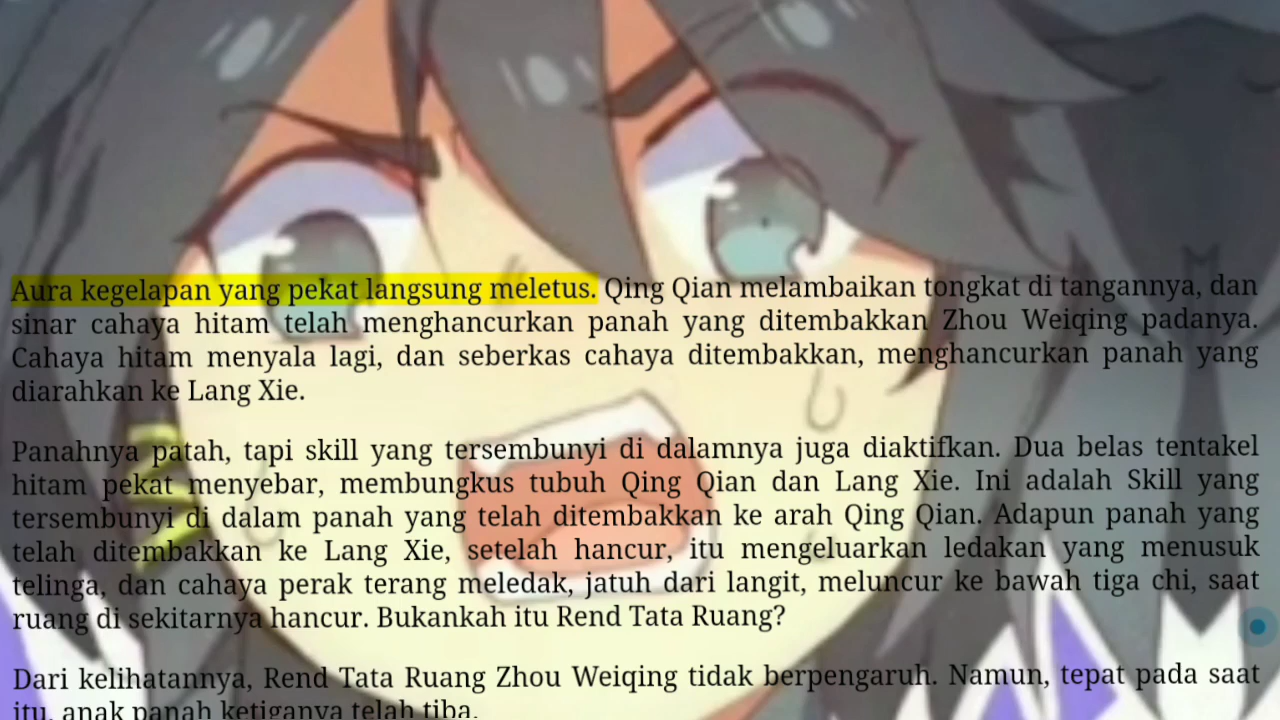 Aura kegelapan yang pekat langsung meletus. Qing Qian melambaikan tongkat di tangannya, dan
sinar cahaya hitam telah menghancurkan panah yang ditembakkan Zhou Weiqing padanya.
Cahaya hitam menyala lagi, dan seberkas cahaya ditembakkan, menghancurkan panah yang
diarahkan ke Lang Xie.
Panahnya patah, tapi skill yang tersembunyi di dalamnya juga diaktifkan. Dua belas tentakel
hitam pekat menyebar, membungkus tubuh Qing Qian dan Lang Xie. Ini adalah Skill yang
tersembunyi di dalam panah yang telah ditembakkan ke arah Qing Qian. Adapun panah yang
telah ditembakkan ke Lang Xie, setelah hancur, itu mengeluarkan ledakan yang menusuk
telinga, dan cahaya perak terang meledak, jatuh dari langit, meluncur ke bawah tiga chi, saat
ruang di sekitarnya hancur. Bukankah itu Rend Tata Ruang?
Dari kelihatannya, Rend Tata Ruang Zhou Weiqing tidak berpengaruh. Namun, tepat pada saat
itu, anak panah ketiganya telah tiba.